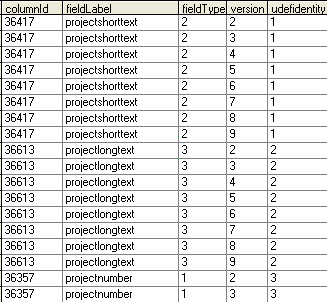 columnId fieldLabel fieldType version udefidentity
36417 projectshorttext 2 2 1
36417 projectshorttext 2 3 1
36417 projectshorttext 2 4 1
36417 projectshorttext 2 5 1
36417 projectshorttext 2 6 1
36417 projectshorttext 2 7 1
36417 projectshorttext 2 8 1
36417 projectshorttext 2 9 1
36613 projectlongtext 3 2 2
36613 projectlongtext 3 3 2
36613 projectlongtext 3 4 2
36613 projectlongtext 3 5 2
36613 projectlongtext 3 6 2
36613 projectlongtext 3 7 2
36613 projectlongtext 3 8 2
36613 projectlongtext 3 9 2
36357 projectnumber 1 2 3
36357 projectnumber 1 3 3